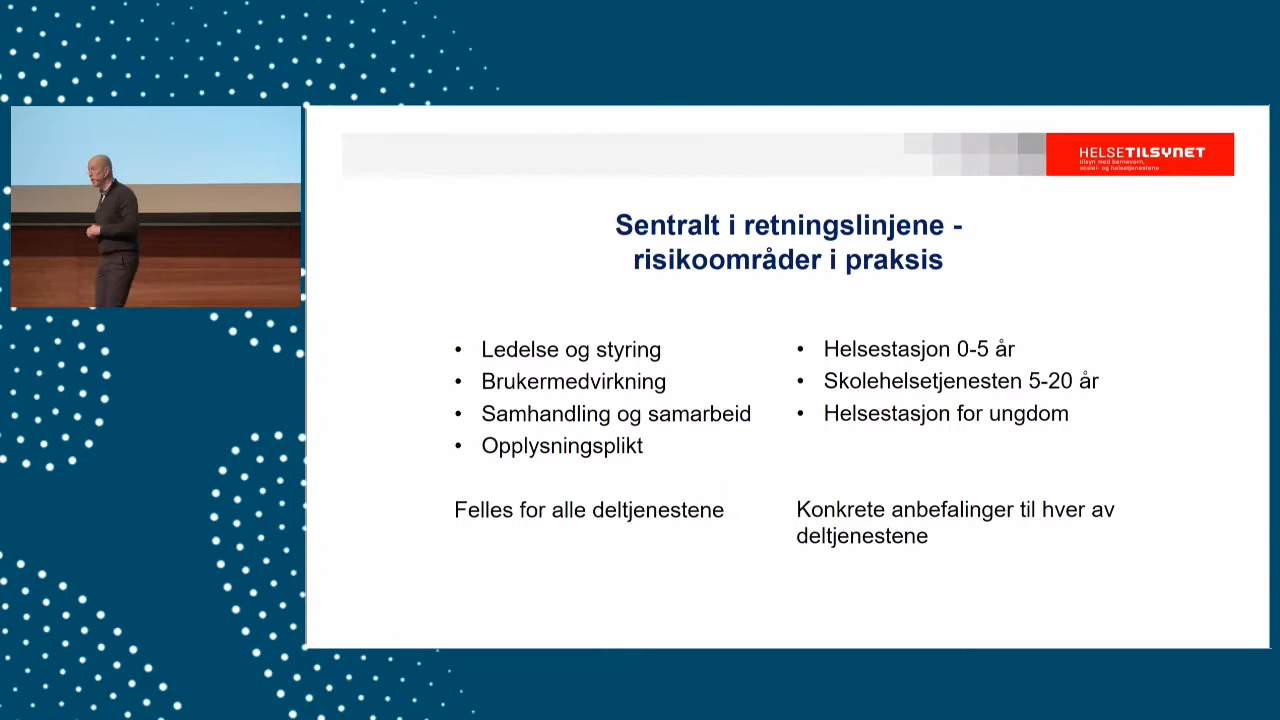 HELSETILSYNET
tilsyn med barnevern,
sosial- og helsetjenestene
Sentralt i retningslinjene -
risikoområder i praksis
• Ledelse og styring
• Brukermedvirkning
• Samhandling og samarbeid
• Opplysningsplikt
Felles for alle deltjenestene
• Helsestasjon 0-5 år
• Skolehelsetjenesten 5-20 år
• Helsestasjon for ungdom
Konkrete anbefalinger til hver av
deltjenestene